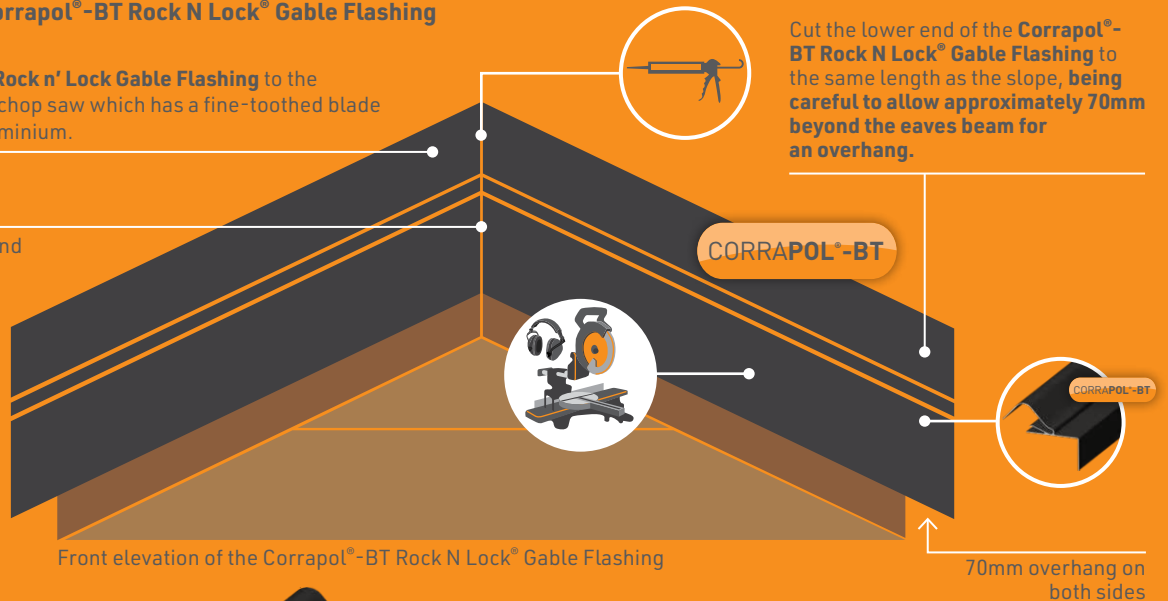 orrapol®-BT Rock N Lock® Gable Flashing
Rock n’ Lock Gable Flashing to the
chop saw which has a fine-toothed blade
minium.
nd
Cut the lower end of the Corrapol®-
BT Rock N Lock® Gable Flashing to
the same length as the slope, being
careful to allow approximately 70mm
beyond the eaves beam for
an overhang.
CORRAPOL®-BT
CORRAPOL®-BT
Front elevation of the Corrapol®-BT Rock N Lock® Gable Flashing
70mm overhang on
both sides